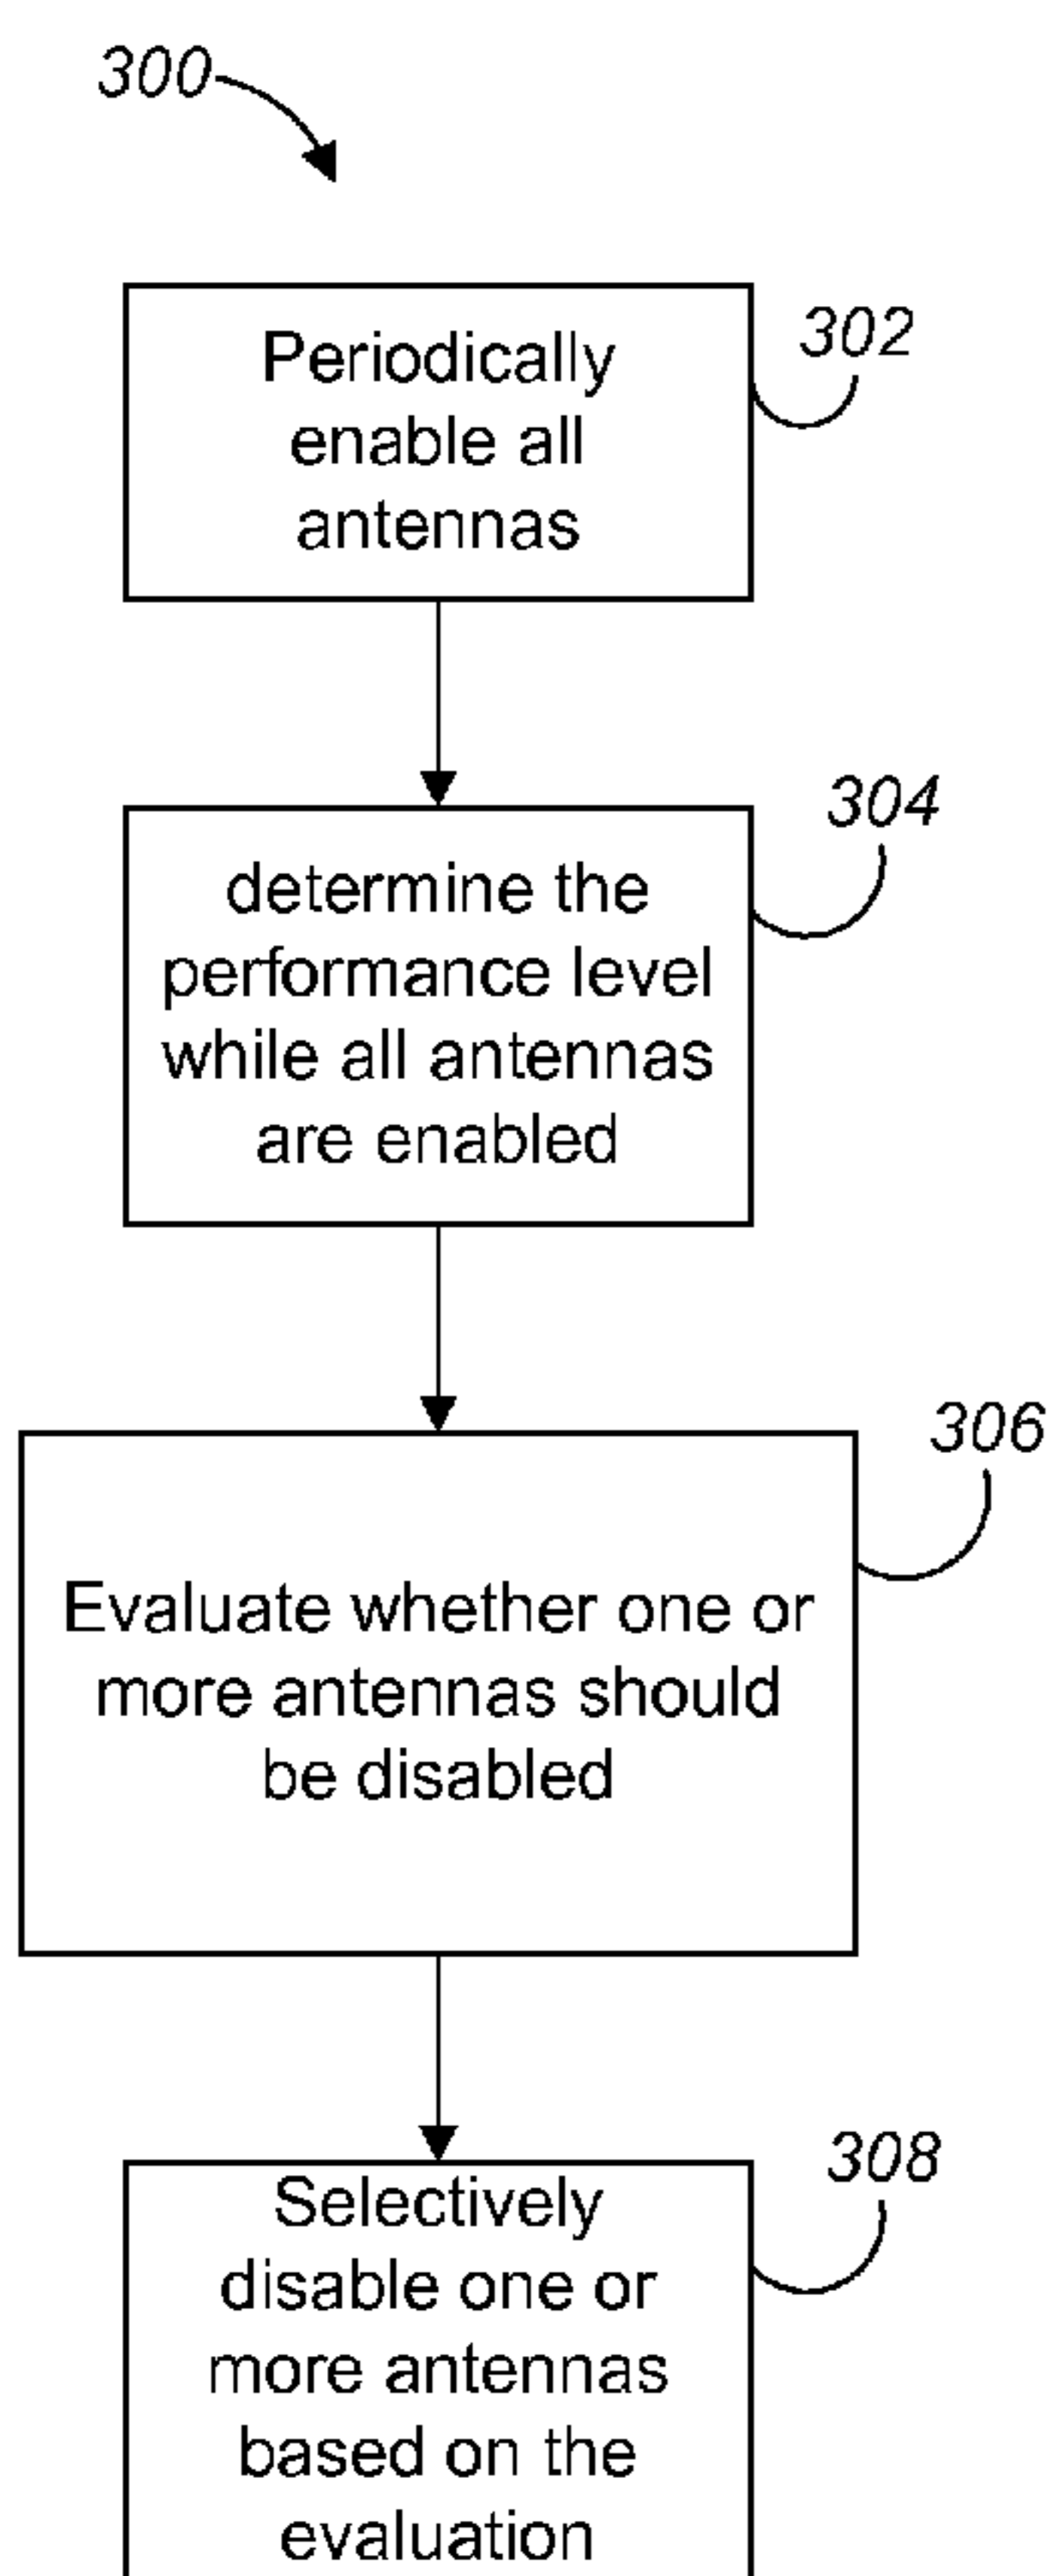 300
302
Periodically
enable all
antennas
304
determine the
performance level
while all antennas
are enabled
306
Evaluate whether one or
more antennas should
be disabled
308
Selectively
disable one or
more antennas
based on the
evaluation